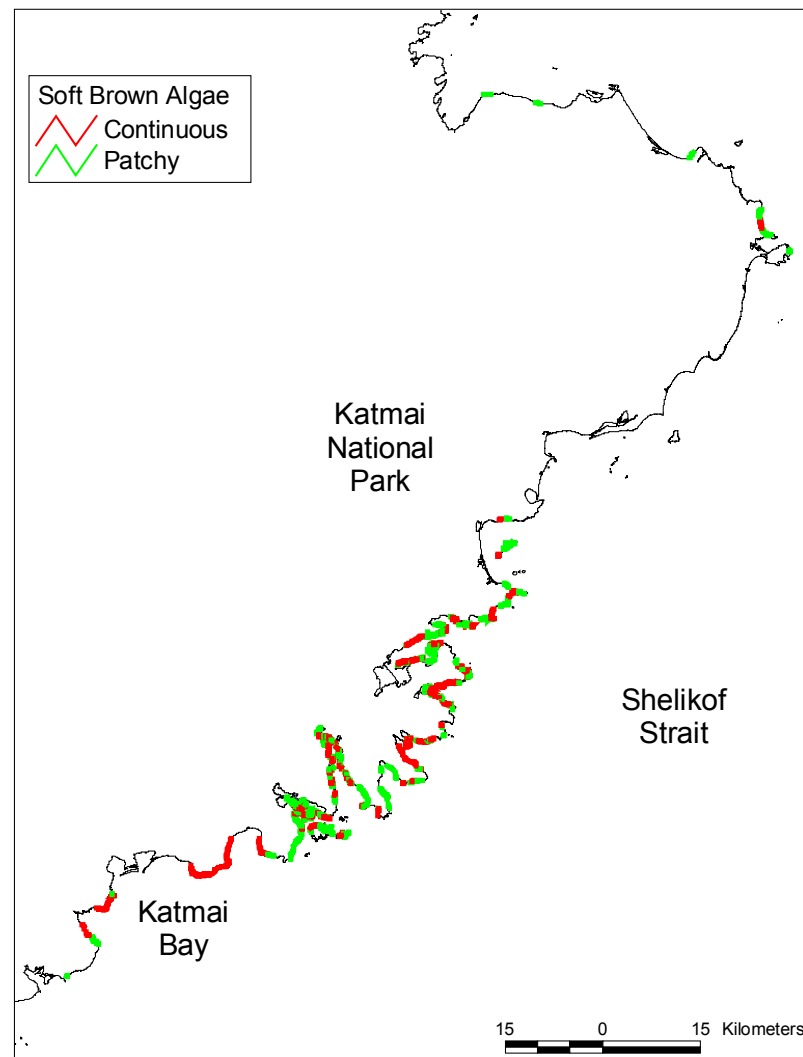 Soft Brown Algae
Continuous
Patchy
Katmai
National
Park
Shelikof
Strait
Katmai
Bay
15 0 15 Kilometers